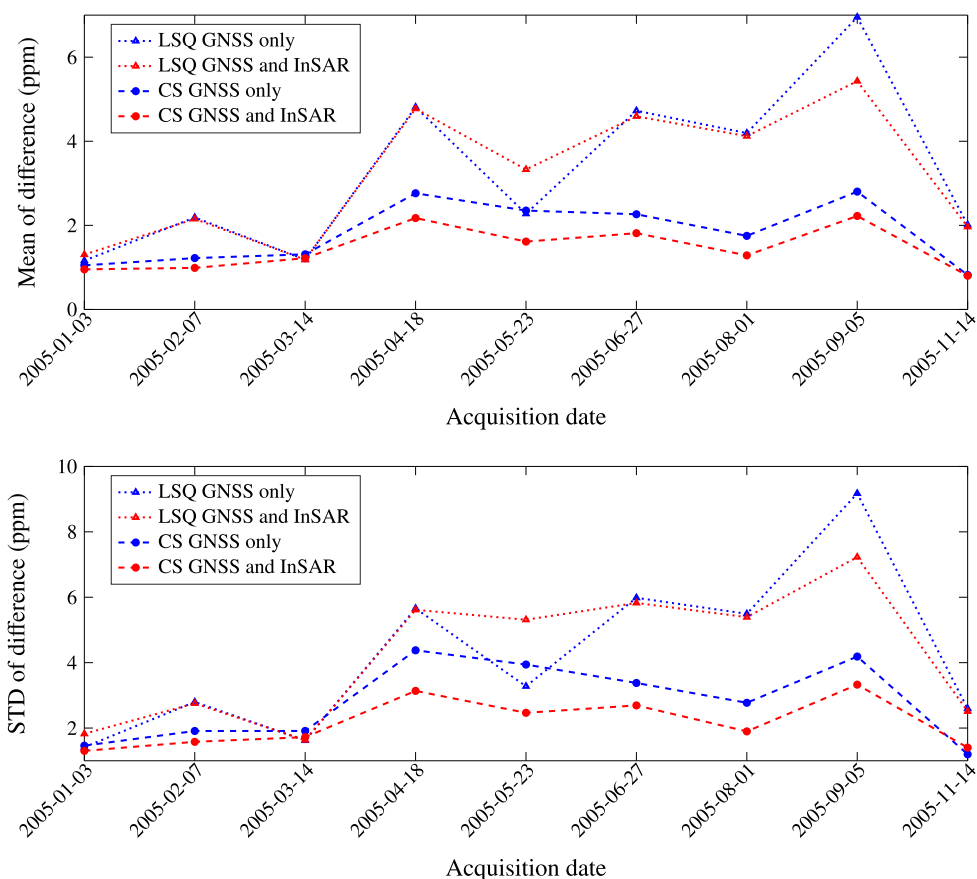 Mean of difference (ppm)
6
4
2
0
LSQ GNSS only
LSQ GNSS and InSAR
CS GNSS only
CS GNSS and InSAR
2005-01-03
2005-02-07
2005-03-14
2005-04-18
2005-05-23
2005-06-27
2005-08-01
2005-09-05
2005-11-14
Acquisition date
STD of difference (ppm)
10
8
6
4
2
LSQ GNSS only
LSQ GNSS and InSAR
CS GNSS only
CS GNSS and InSAR
2005-01-03
2005-02-07
2005-03-14
2005-04-18
2005-05-23
2005-06-27
2005-08-01
2005-09-05
2005-11-14
Acquisition date